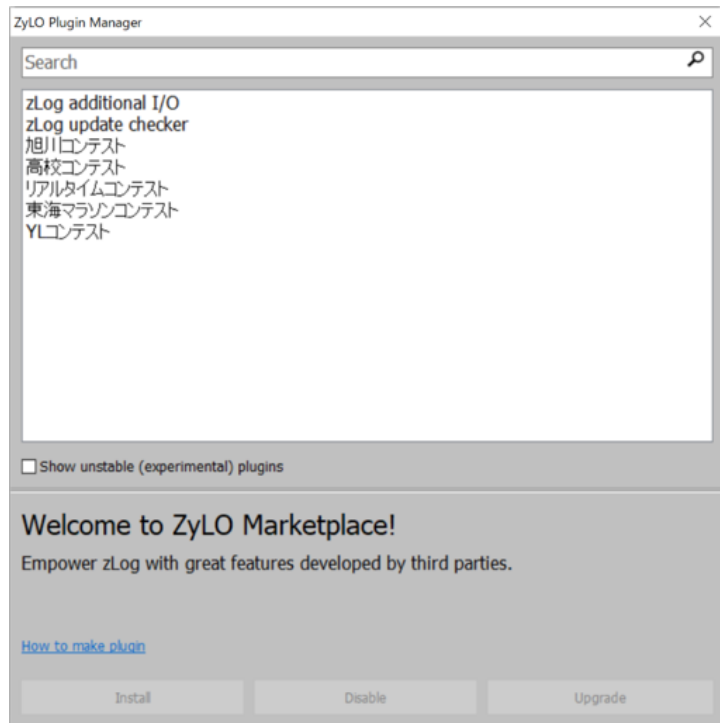 ZyLO Plugin Manager
Search
zLog additional I/O
zLog update checker
旭川コンテスト
高校コンテスト
リアルタイムコンテスト
東海マラソンコンテスト
YLコンテスト
Show unstable (experimental) plugins
Welcome to ZyLO Marketplace!
Empower zLog with great features developed by third parties.
How to make plugin
Install Disable Upgrade